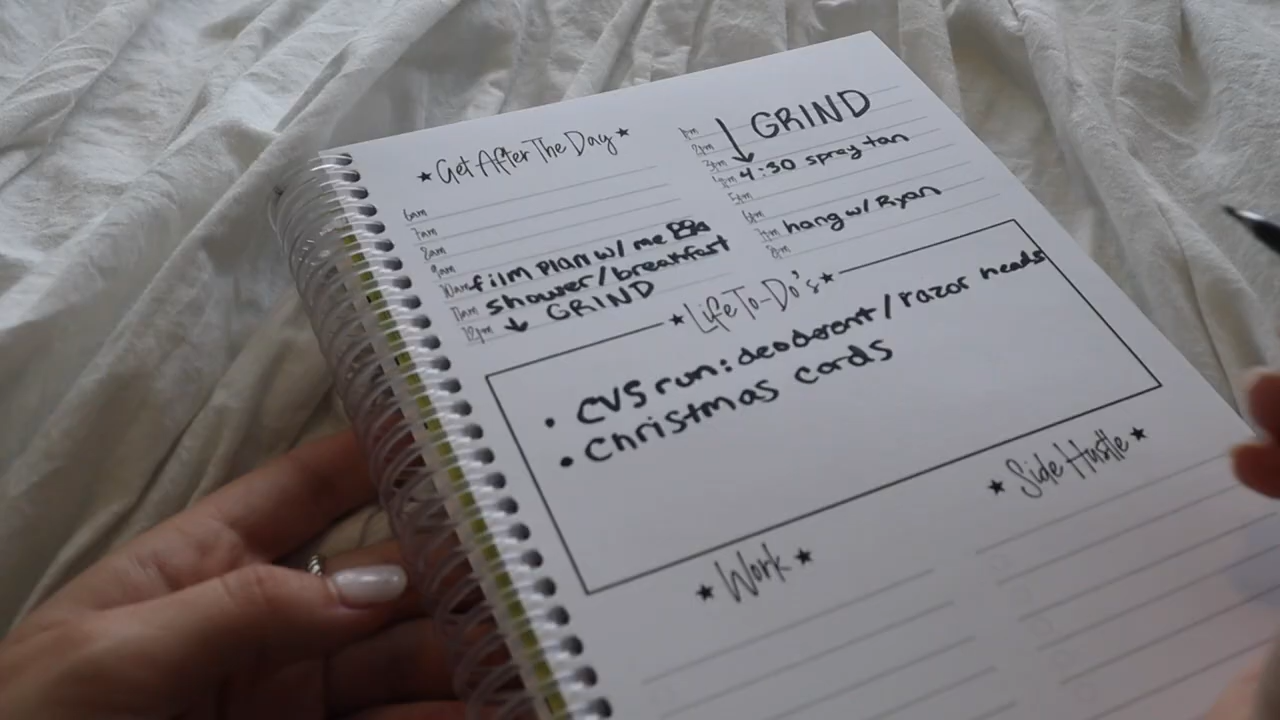 ★ Get After The Day ★
6am
7am
8am
9am
10am film plan w/ me
11am shower/breakfast
12pm ↓ GRIND
1pm ↓ GRIND
2pm
3pm
4pm 4:30 spray tan
5pm
6pm
7pm hang w/ Ryan
8pm
★ Life To-Do's ★
• CVS run: deoderant/razor heads
• Christmas cards
★ Work ★
★ Side Hustle ★